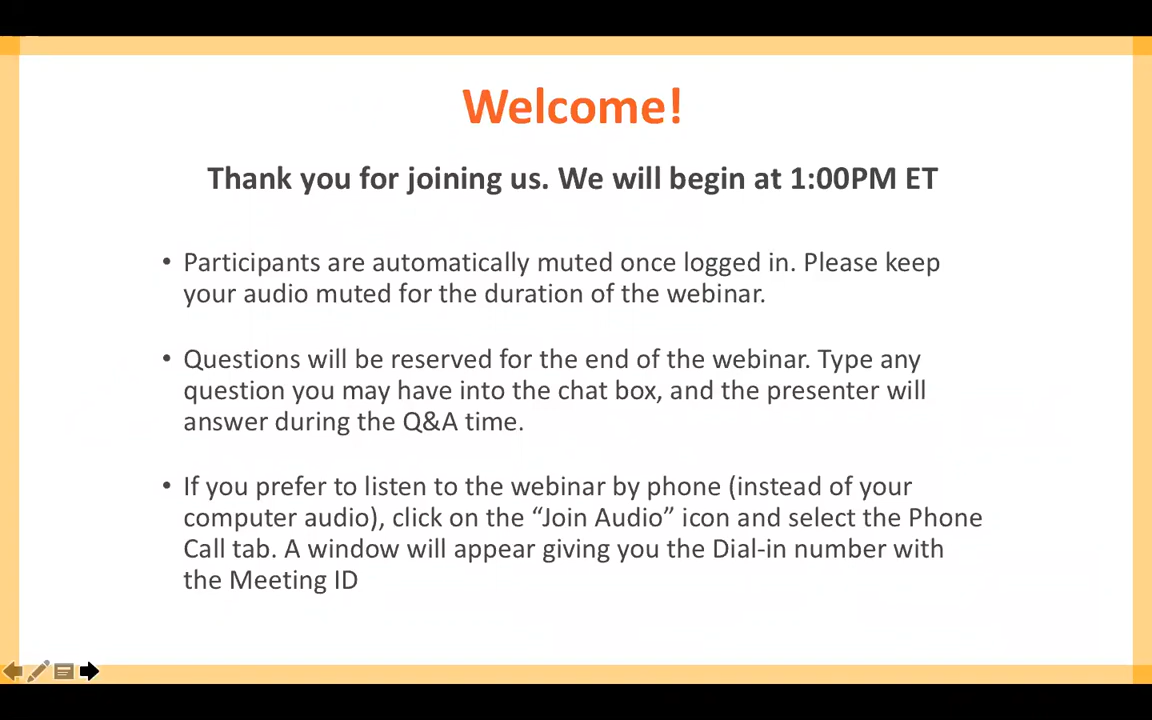 Welcome!
Thank you for joining us. We will begin at 1:00PM ET
• Participants are automatically muted once logged in. Please keep
your audio muted for the duration of the webinar.
• Questions will be reserved for the end of the webinar. Type any
question you may have into the chat box, and the presenter will
answer during the Q&A time.
• If you prefer to listen to the webinar by phone (instead of your
computer audio), click on the “Join Audio” icon and select the Phone
Call tab. A window will appear giving you the Dial-in number with
the Meeting ID